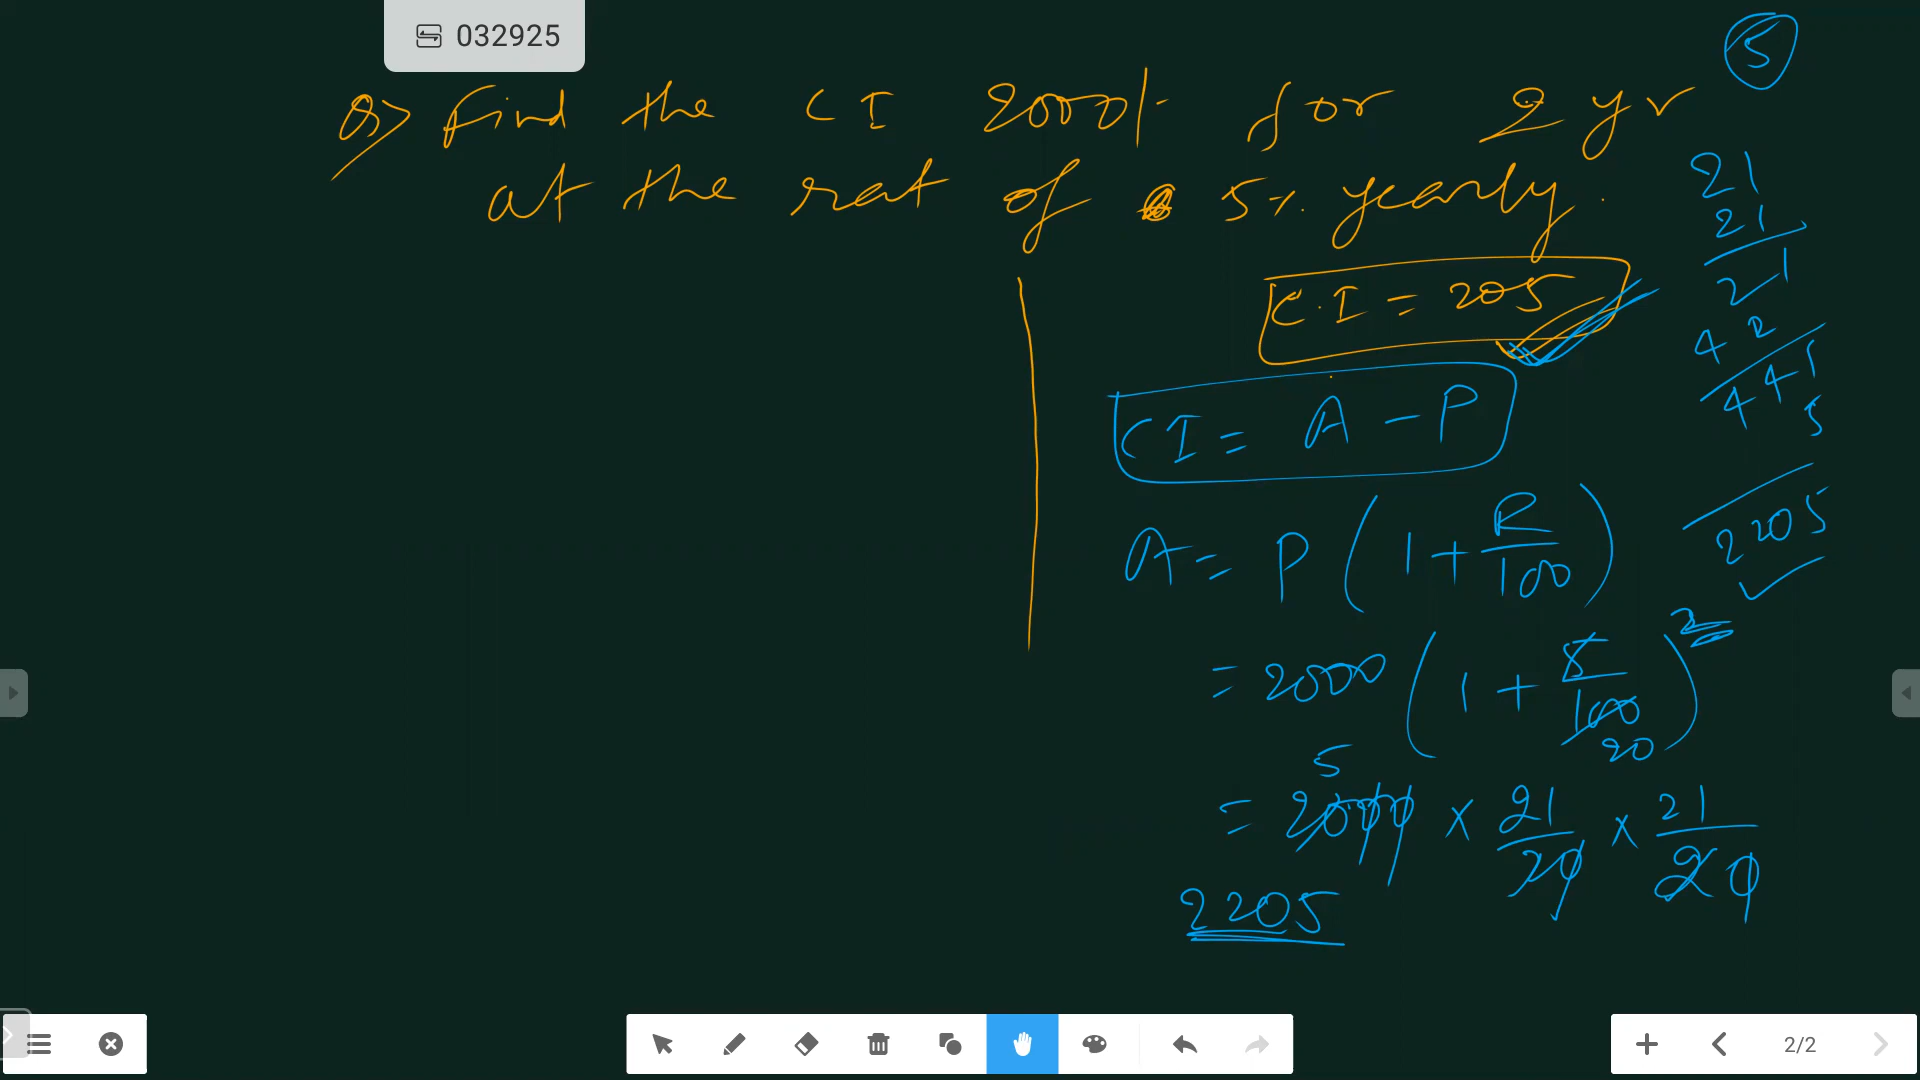 032925
Q) Find the CI 2000/- for 2 yr
at the rat of 5% yearly.
C.I = 205
CI = A - P
A = P ( 1 + R/100 )
= 2000 ( 1 + 5/100 )^2
20
5
= 2000 x 21/20 x 21/20
2205
5
21
21
21
42
441
5
2205
2/2